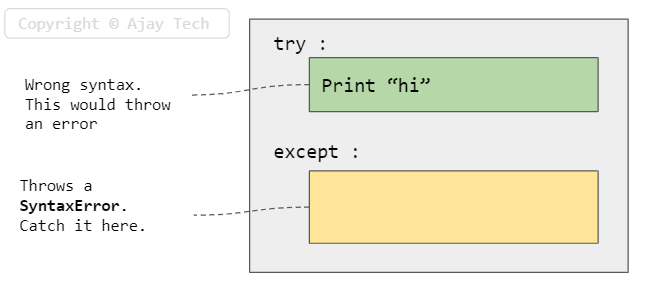 Copyright © Ajay Tech
try :
Wrong syntax.
This would throw
an error
Print “hi”
except :
Throws a
SyntaxError.
Catch it here.